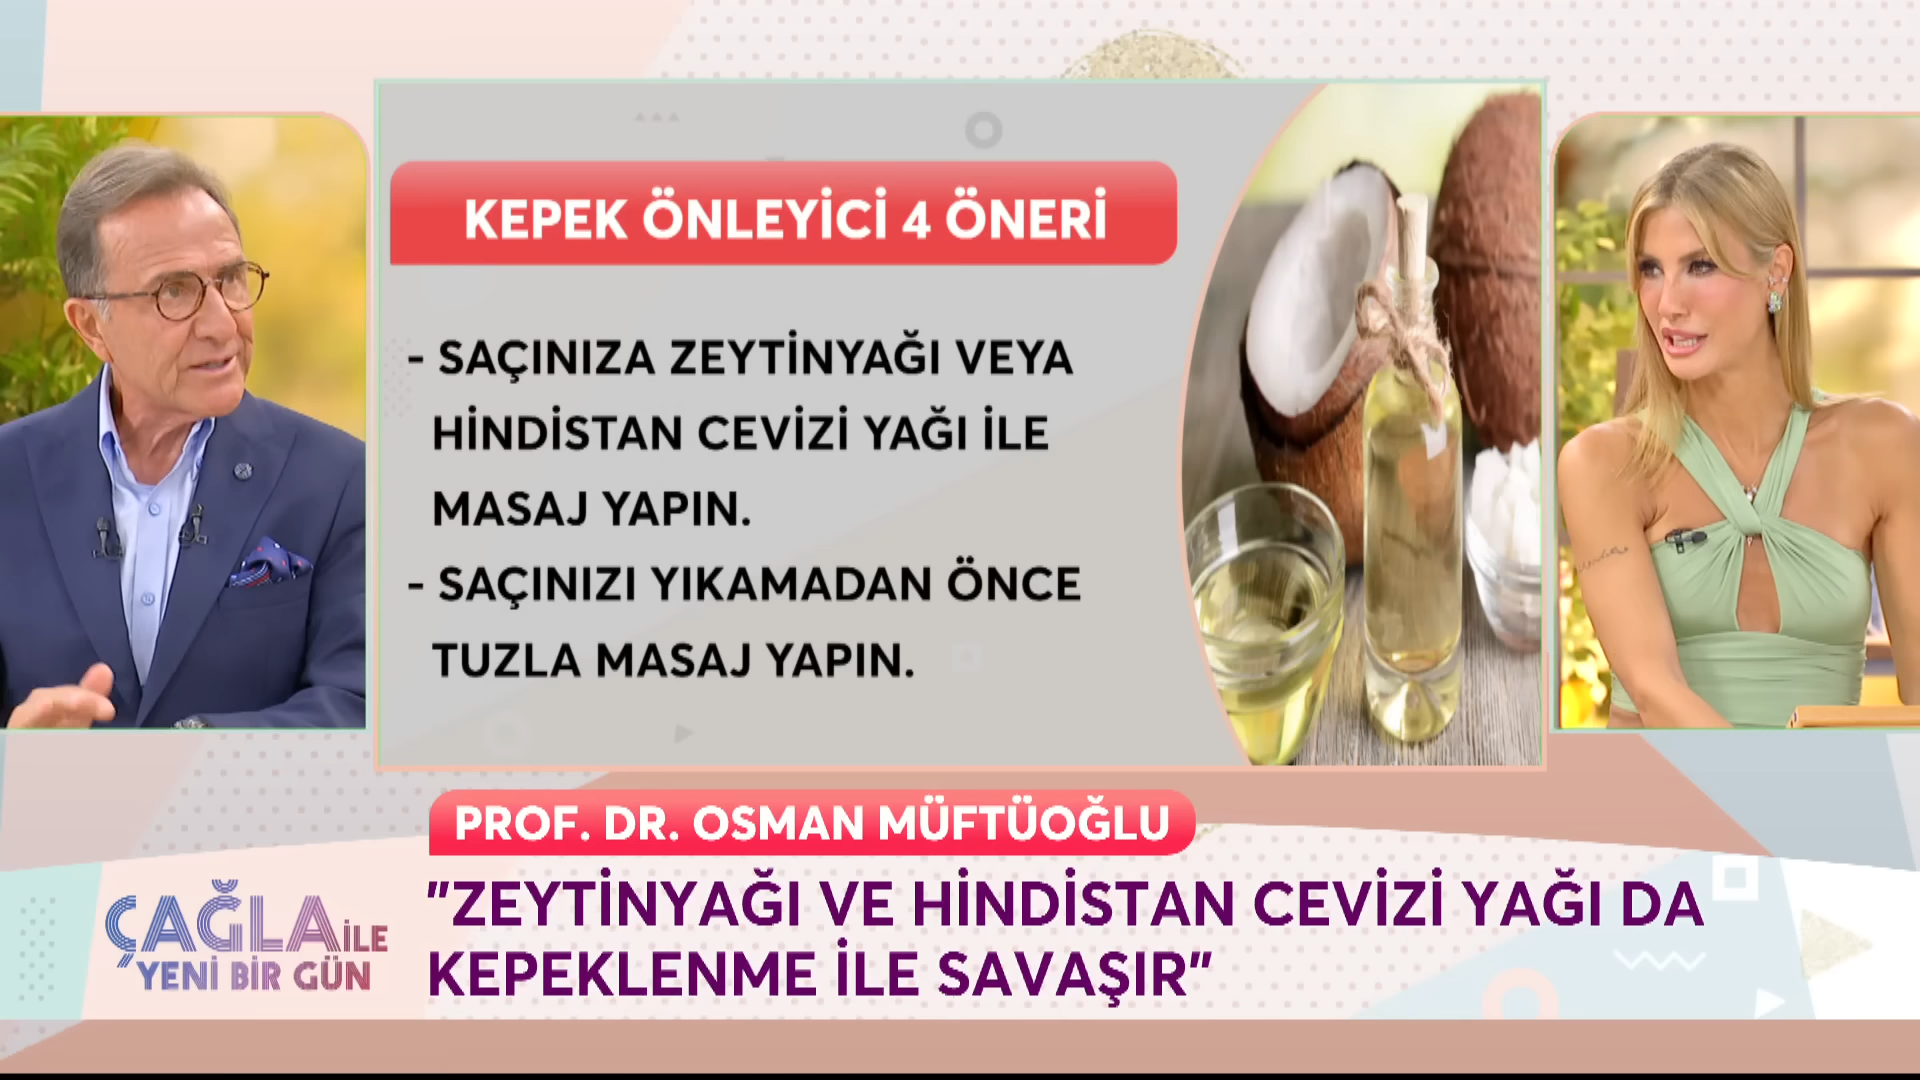 KEPEK ÖNLEYİCİ 4 ÖNERİ
- SAÇINIZA ZEYTİNYAĞI VEYA
HİNDİSTAN CEVİZİ YAĞI İLE
MASAJ YAPIN.
- SAÇINIZI YIKAMADAN ÖNCE
TUZLA MASAJ YAPIN.
PROF. DR. OSMAN MÜFTÜOĞLU
"ZEYTİNYAĞI VE HİNDİSTAN CEVİZİ YAĞI DA
KEPEKLENME İLE SAVAŞIR"
ÇAĞLA İLE
YENİ BİR GÜN